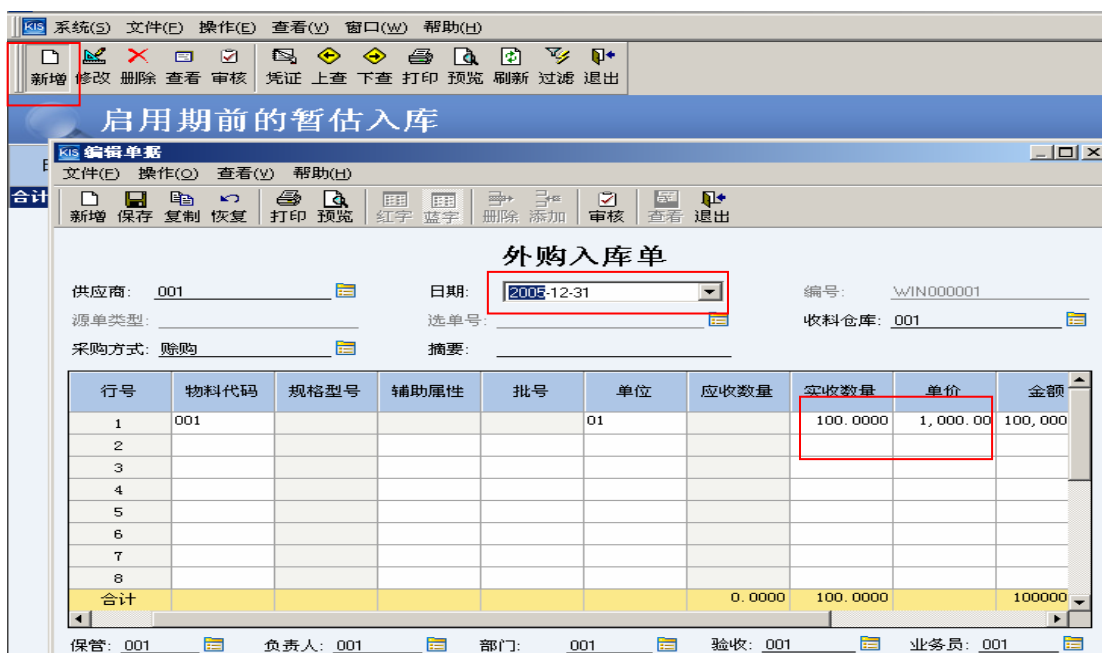 KIS 系统(S) 文件(F) 操作(E) 查看(V) 窗口(W) 帮助(H)
新增 修改 删除 查看 审核 凭证 上查 下查 打印 预览 刷新 过滤 退出
启用期前的暂估入库
KIS 编辑单据
文件(F) 操作(O) 查看(V) 帮助(H)
合计
新增 保存 复制 恢复 打印 预览 红字 蓝字 删除 添加 审核 查看 退出
外购入库单
供应商: 001 日期: 2005-12-31 编号: WIN000001
源单类型: 选单号: 收料仓库: 001
采购方式: 赊购 摘要:
行号 物料代码 规格型号 辅助属性 批号 单位 应收数量 实收数量 单价 金额
1 001 01 100.0000 1,000.00 100,000
2
3
4
5
6
7
8
合计 0.0000 100.0000 100000
保管: 001 负责人: 001 部门: 001 验收: 001 业务员: 001